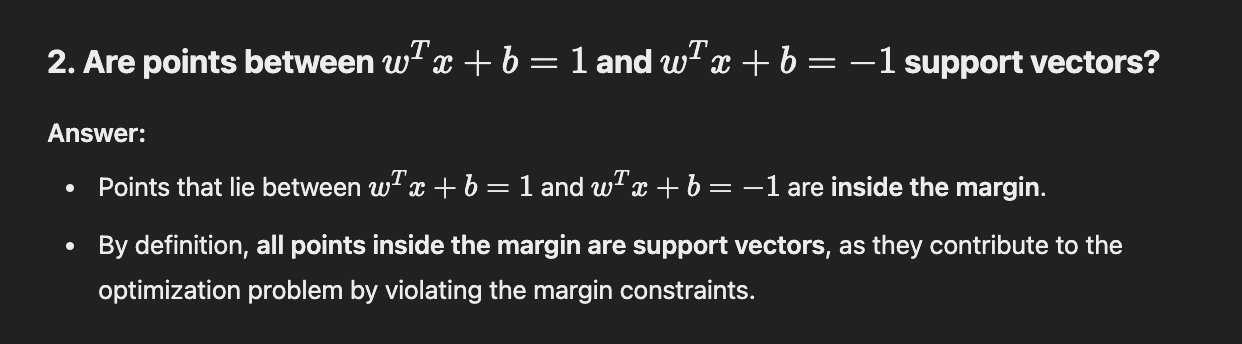 2. Are points between wᵀx + b = 1 and wᵀx + b = −1 support vectors?
Answer:
• Points that lie between wᵀx + b = 1 and wᵀx + b = −1 are inside the margin.
• By definition, all points inside the margin are support vectors, as they contribute to the
optimization problem by violating the margin constraints.